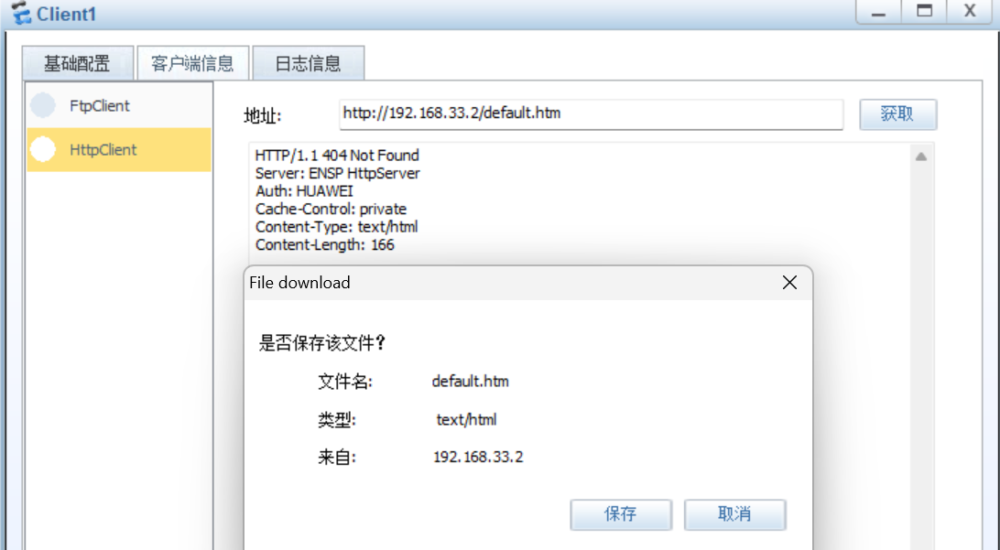 Client1
基础配置 客户端信息 日志信息
FtpClient
HttpClient
地址: http://192.168.33.2/default.htm 获取
HTTP/1.1 404 Not Found
Server: ENSP HttpServer
Auth: HUAWEI
Cache-Control: private
Content-Type: text/html
Content-Length: 166
File download
是否保存该文件?
文件名: default.htm
类型: text/html
来自: 192.168.33.2
保存 取消